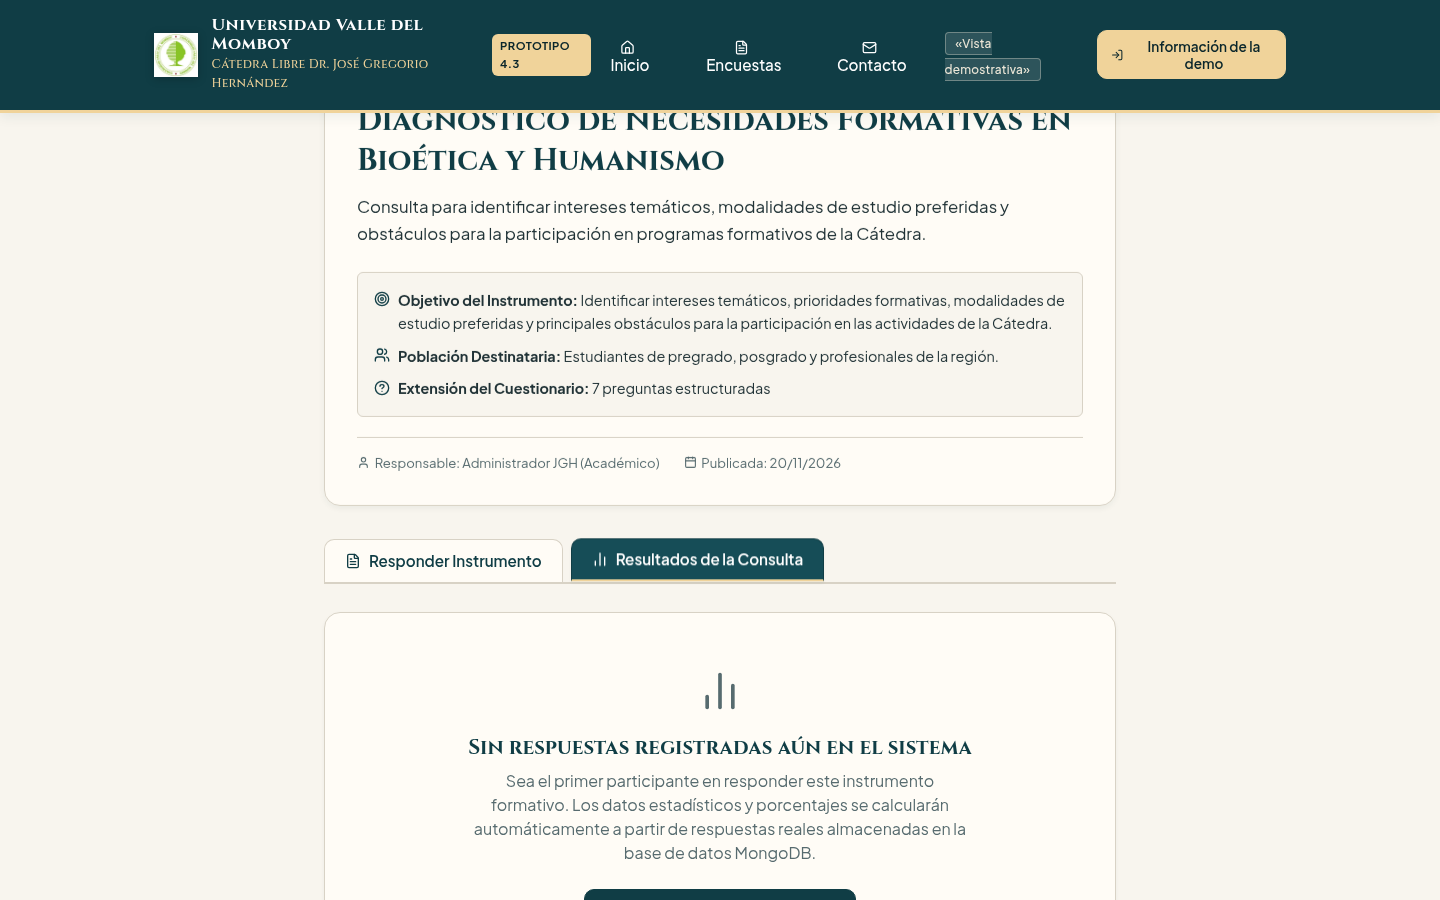 Universidad Valle del
Momboy
Cátedra Libre Dr. José Gregorio
Hernández
PROTOTIPO
4.3
Inicio
Encuestas
Contacto
«Vista
demostrativa»
Información de la
demo
Diagnóstico de Necesidades Formativas en
Bioética y Humanismo
Consulta para identificar intereses temáticos, modalidades de estudio preferidas y
obstáculos para la participación en programas formativos de la Cátedra.
Objetivo del Instrumento: Identificar intereses temáticos, prioridades formativas, modalidades de
estudio preferidas y principales obstáculos para la participación en las actividades de la Cátedra.
Población Destinataria: Estudiantes de pregrado, posgrado y profesionales de la región.
Extensión del Cuestionario: 7 preguntas estructuradas
Responsable: Administrador JGH (Académico)
Publicada: 20/11/2026
Responder Instrumento
Resultados de la Consulta
Sin respuestas registradas aún en el sistema
Sea el primer participante en responder este instrumento
formativo. Los datos estadísticos y porcentajes se calcularán
automáticamente a partir de respuestas reales almacenadas en la
base de datos MongoDB.